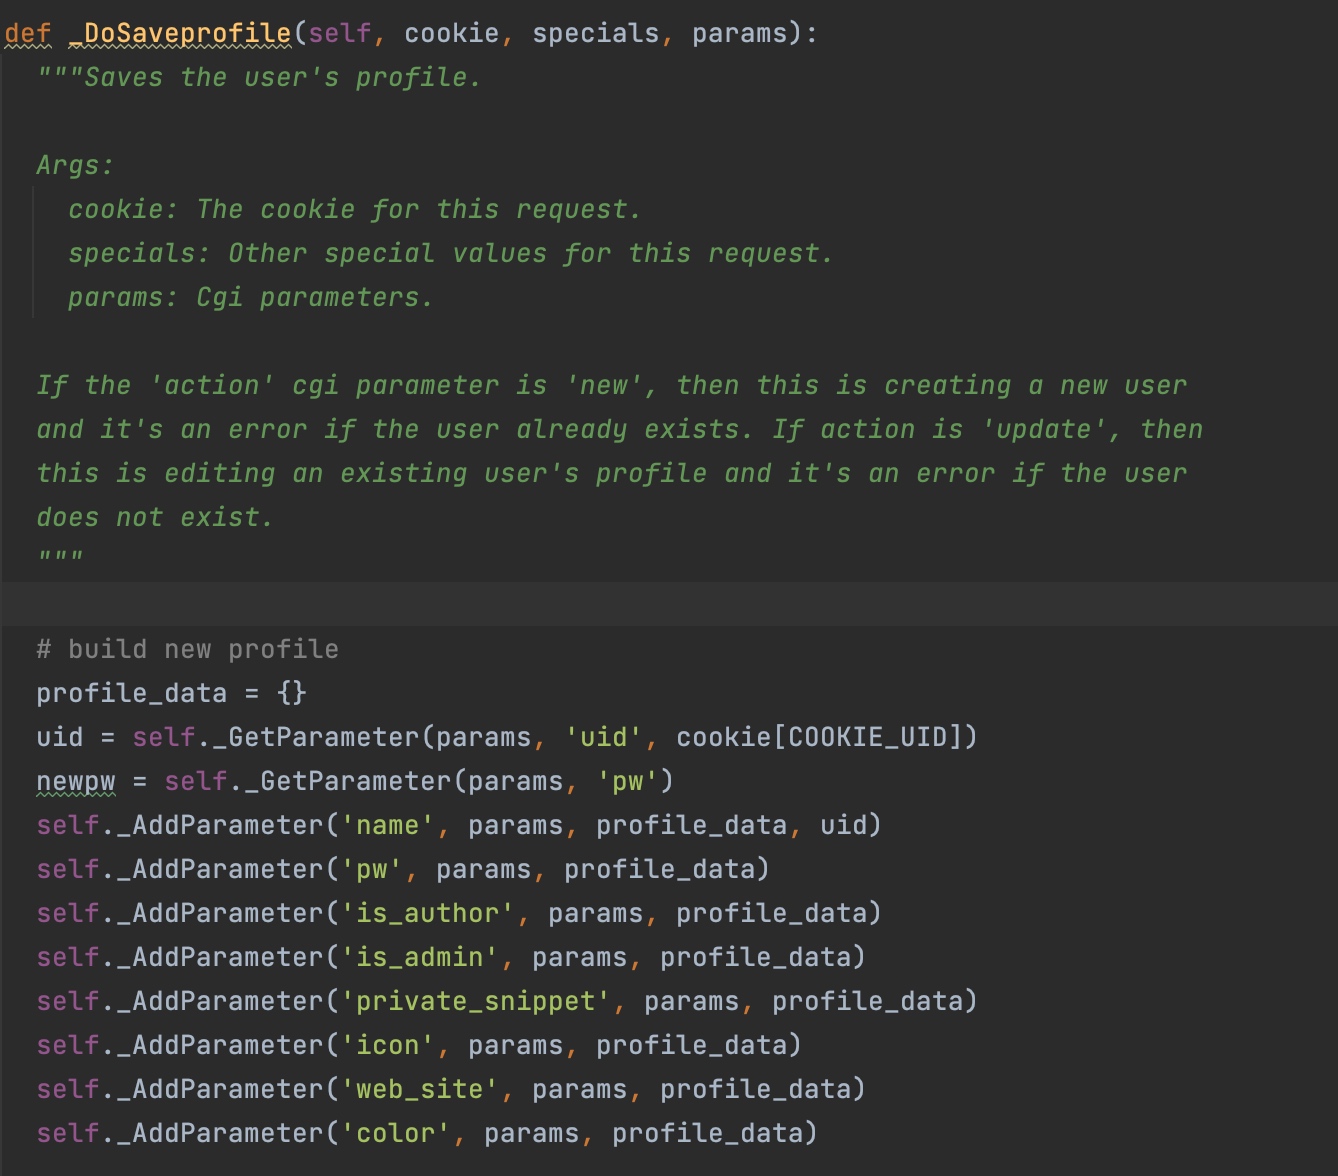 def _DoSaveprofile(self, cookie, specials, params):
"""Saves the user's profile.
Args:
cookie: The cookie for this request.
specials: Other special values for this request.
params: Cgi parameters.
If the 'action' cgi parameter is 'new', then this is creating a new user
and it's an error if the user already exists. If action is 'update', then
this is editing an existing user's profile and it's an error if the user
does not exist.
"""
# build new profile
profile_data = {}
uid = self._GetParameter(params, 'uid', cookie[COOKIE_UID])
newpw = self._GetParameter(params, 'pw')
self._AddParameter('name', params, profile_data, uid)
self._AddParameter('pw', params, profile_data)
self._AddParameter('is_author', params, profile_data)
self._AddParameter('is_admin', params, profile_data)
self._AddParameter('private_snippet', params, profile_data)
self._AddParameter('icon', params, profile_data)
self._AddParameter('web_site', params, profile_data)
self._AddParameter('color', params, profile_data)